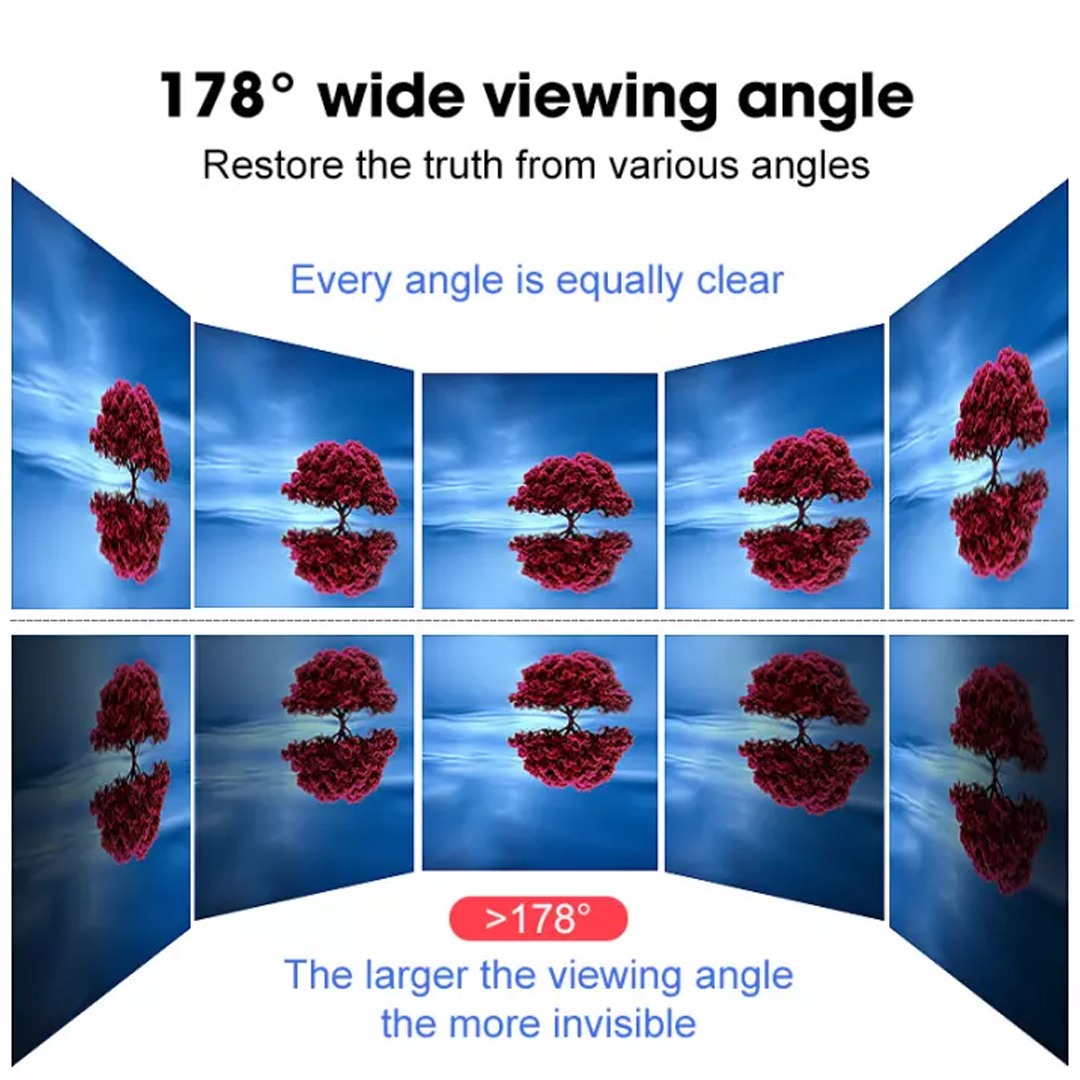 178° wide viewing angle
Restore the truth from various angles
Every angle is equally clear
>178°
The larger the viewing angle
the more invisible